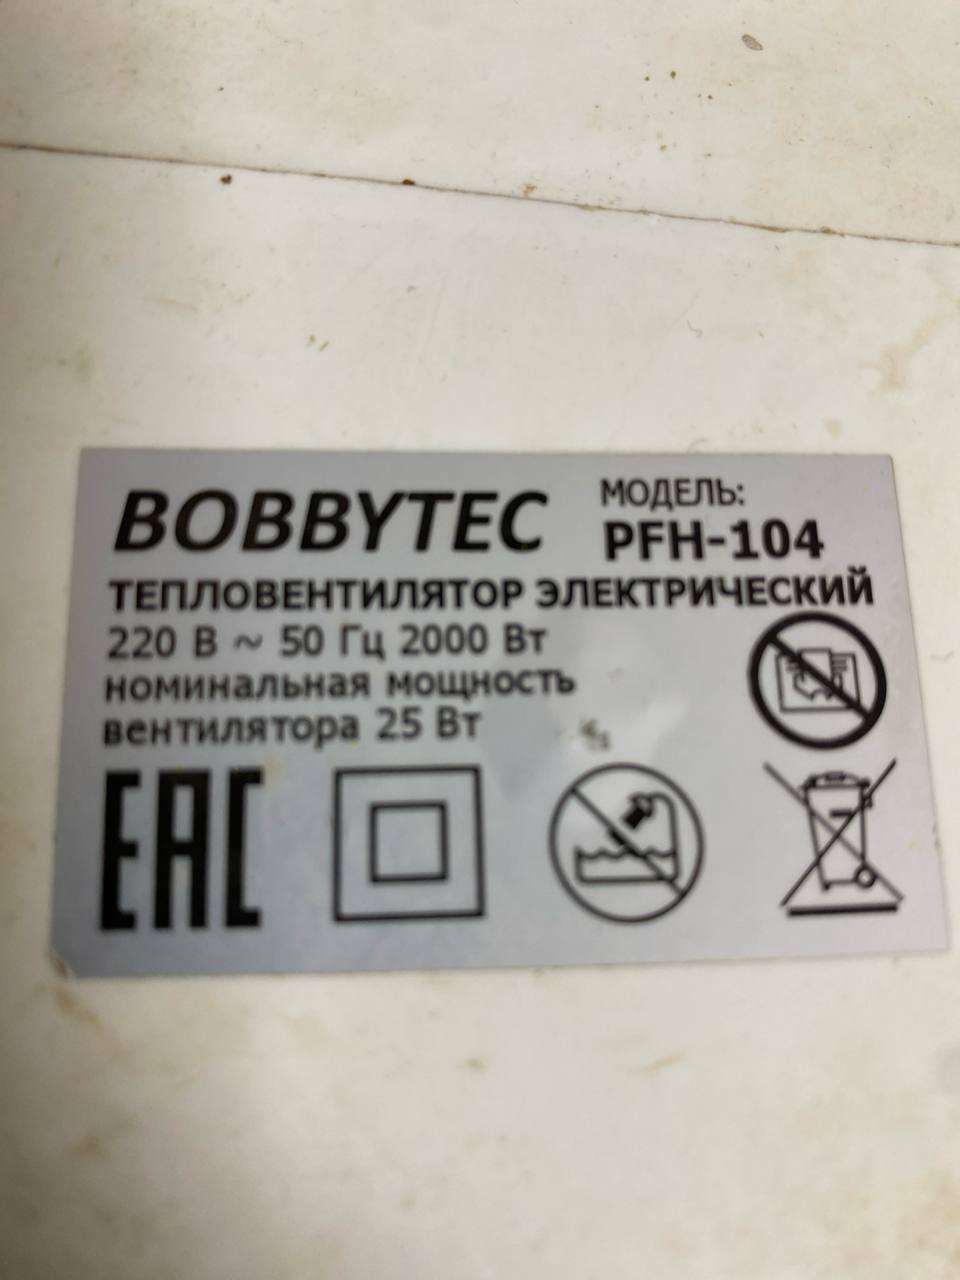 BOBBYTEC МОДЕЛЬ:
PFH-104
ТЕПЛОВЕНТИЛЯТОР ЭЛЕКТРИЧЕСКИЙ
220 В ~ 50 Гц 2000 Вт
номинальная мощность
вентилятора 25 Вт
EAC